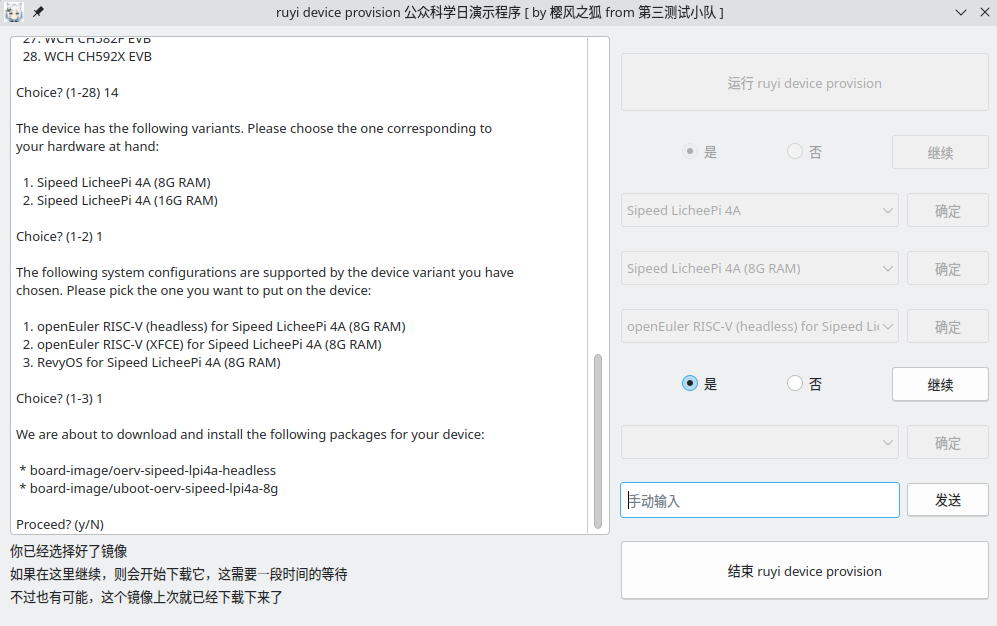 ruyi device provision 公众科学日演示程序 [ by 樱风之狐 from 第三测试小队 ]
27. WCH CH582F EVB
28. WCH CH592X EVB
Choice? (1-28) 14
The device has the following variants. Please choose the one corresponding to
your hardware at hand:
1. Sipeed LicheePi 4A (8G RAM)
2. Sipeed LicheePi 4A (16G RAM)
Choice? (1-2) 1
The following system configurations are supported by the device variant you have
chosen. Please pick the one you want to put on the device:
1. openEuler RISC-V (headless) for Sipeed LicheePi 4A (8G RAM)
2. openEuler RISC-V (XFCE) for Sipeed LicheePi 4A (8G RAM)
3. RevyOS for Sipeed LicheePi 4A (8G RAM)
Choice? (1-3) 1
We are about to download and install the following packages for your device:
* board-image/oerv-sipeed-lpi4a-headless
* board-image/uboot-oerv-sipeed-lpi4a-8g
Proceed? (y/N)
你已经选择好了镜像
如果在这里继续，则会开始下载它，这需要一段时间的等待
不过也有可能，这个镜像上次就已经下载下来了
运行 ruyi device provision
是 否 继续
Sipeed LicheePi 4A 确定
Sipeed LicheePi 4A (8G RAM) 确定
openEuler RISC-V (headless) for Sipeed Lic 确定
是 否 继续
确定
手动输入 发送
结束 ruyi device provision